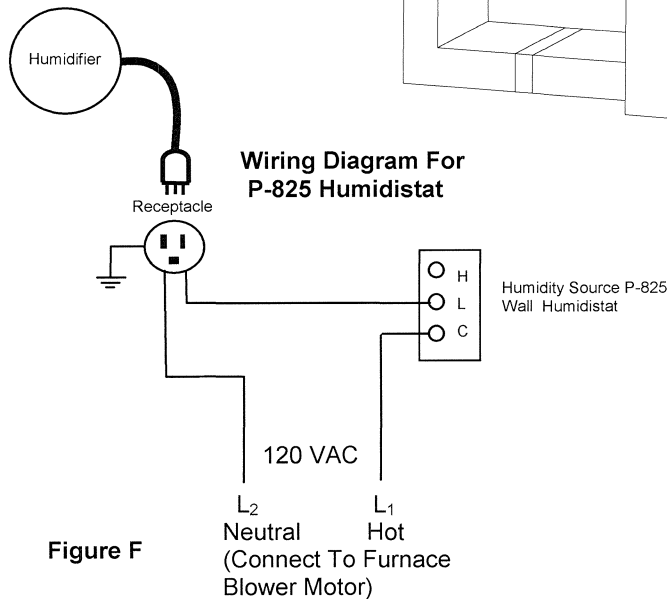 Humidifier
Wiring Diagram For
P-825 Humidistat
Receptacle
H
L
C
Humidity Source P-825
Wall Humidistat
120 VAC
L2 L1
Neutral Hot
(Connect To Furnace
Blower Motor)
Figure F